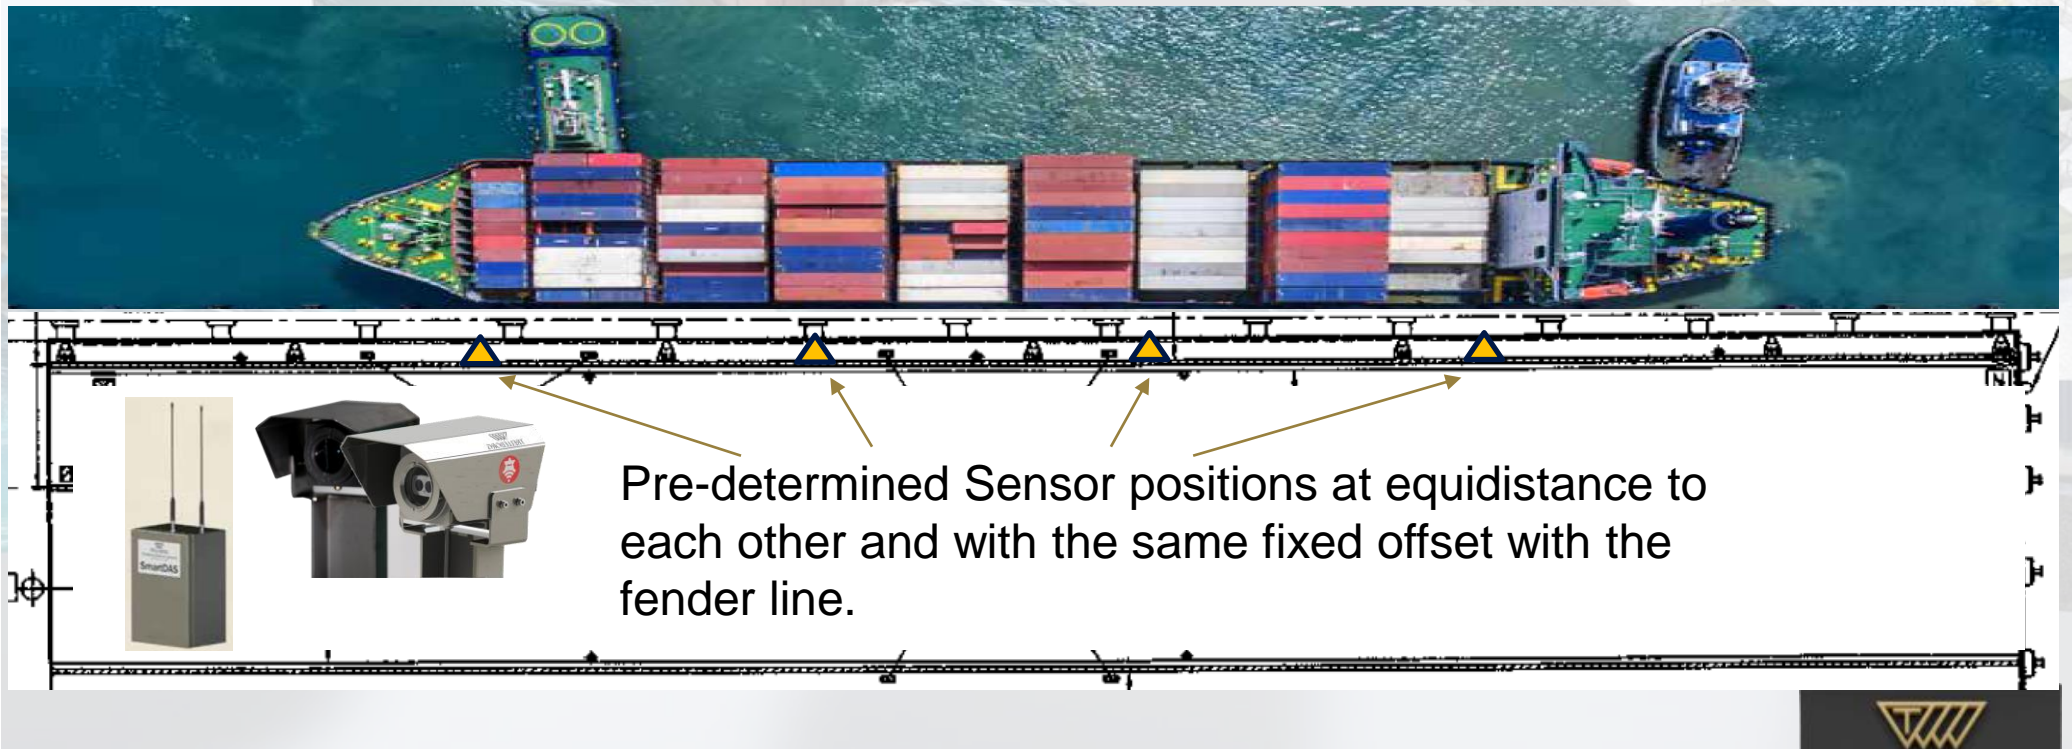 SmartDAS
Pre-determined Sensor positions at equidistance to
each other and with the same fixed offset with the
fender line.